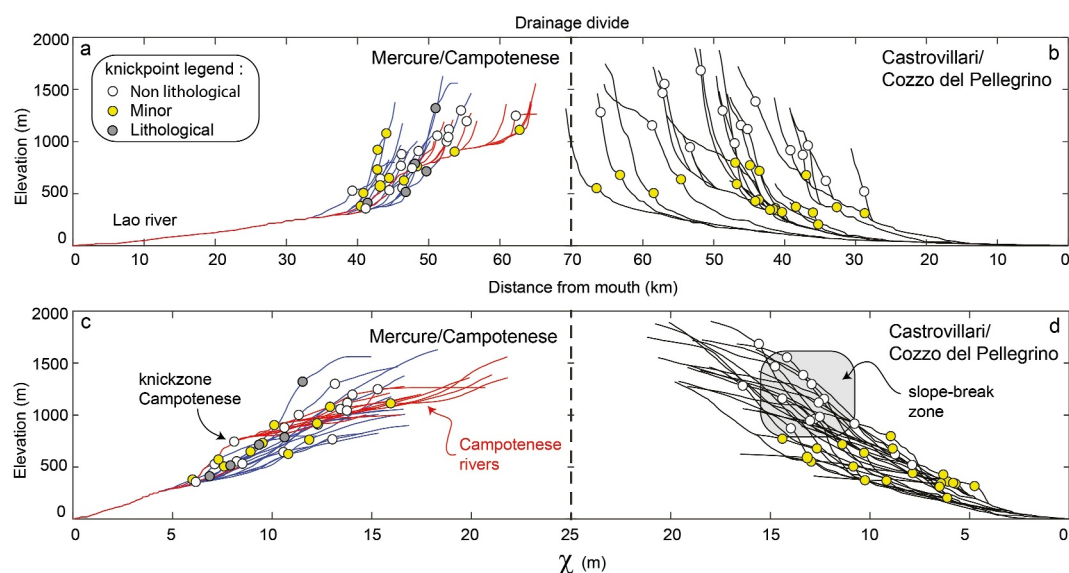 Drainage divide
2000
a
Mercure/Campotenese
b
Castrovillari/
Cozzo del Pellegrino
knickpoint legend :
Non lithological
Minor
Lithological
1500
1000
500
0
Elevation (m)
Lao river
0 10 20 30 40 50 60 70 60 50 40 30 20 10 0
Distance from mouth (km)
2000
c
Mercure/Campotenese
d
Castrovillari/
Cozzo del Pellegrino
1500
1000
500
0
Elevation (m)
knickzone
Campotenese
Campotenese
rivers
slope-break
zone
0 5 10 15 20 25 20 15 10 5 0
χ (m)